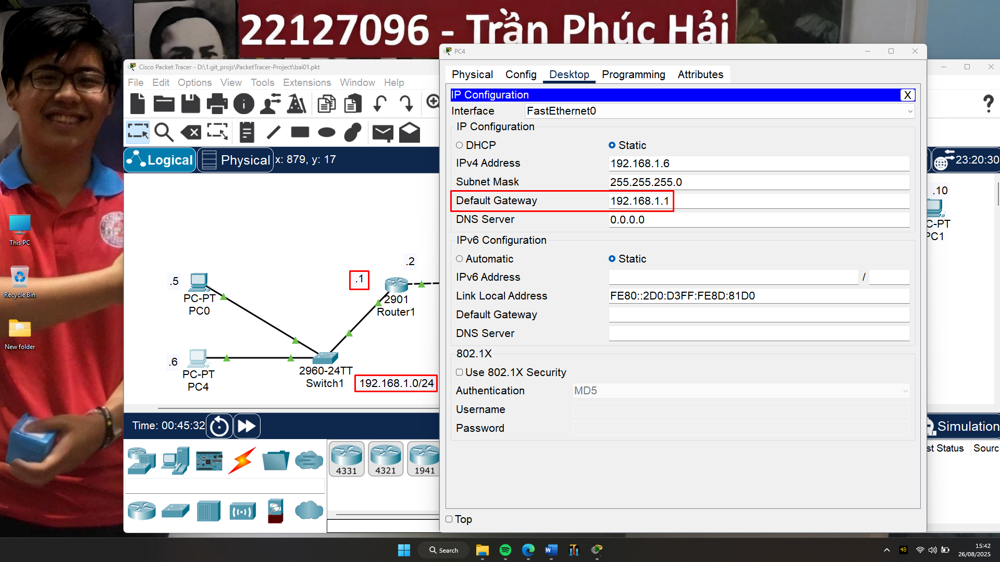 22127096 - Trần Phúc Hải
This PC
Recycle Bin
New folder
Cisco Packet Tracer - D:\1.git_projs\PacketTracer-Project\bai01.pkt
File Edit Options View Tools Extensions Window Help
Logical Physical x: 879, y: 17
.5
PC-PT
PC0
.6
PC-PT
PC4
.1
.2
2901
Router1
2960-24TT
Switch1
192.168.1.0/24
Time: 00:45:32
4331 4321 1941
PC4
Physical Config Desktop Programming Attributes
IP Configuration X
Interface FastEthernet0
IP Configuration
DHCP Static
IPv4 Address 192.168.1.6
Subnet Mask 255.255.255.0
Default Gateway 192.168.1.1
DNS Server 0.0.0.0
IPv6 Configuration
Automatic Static
IPv6 Address /
Link Local Address FE80::2D0:D3FF:FE8D:81D0
Default Gateway
DNS Server
802.1X
Use 802.1X Security
Authentication MD5
Username
Password
Top
?
23:20:30
.10
C-PT
PC1
Simulation
st Status Sourc
Search
48
15:42
26/08/2025